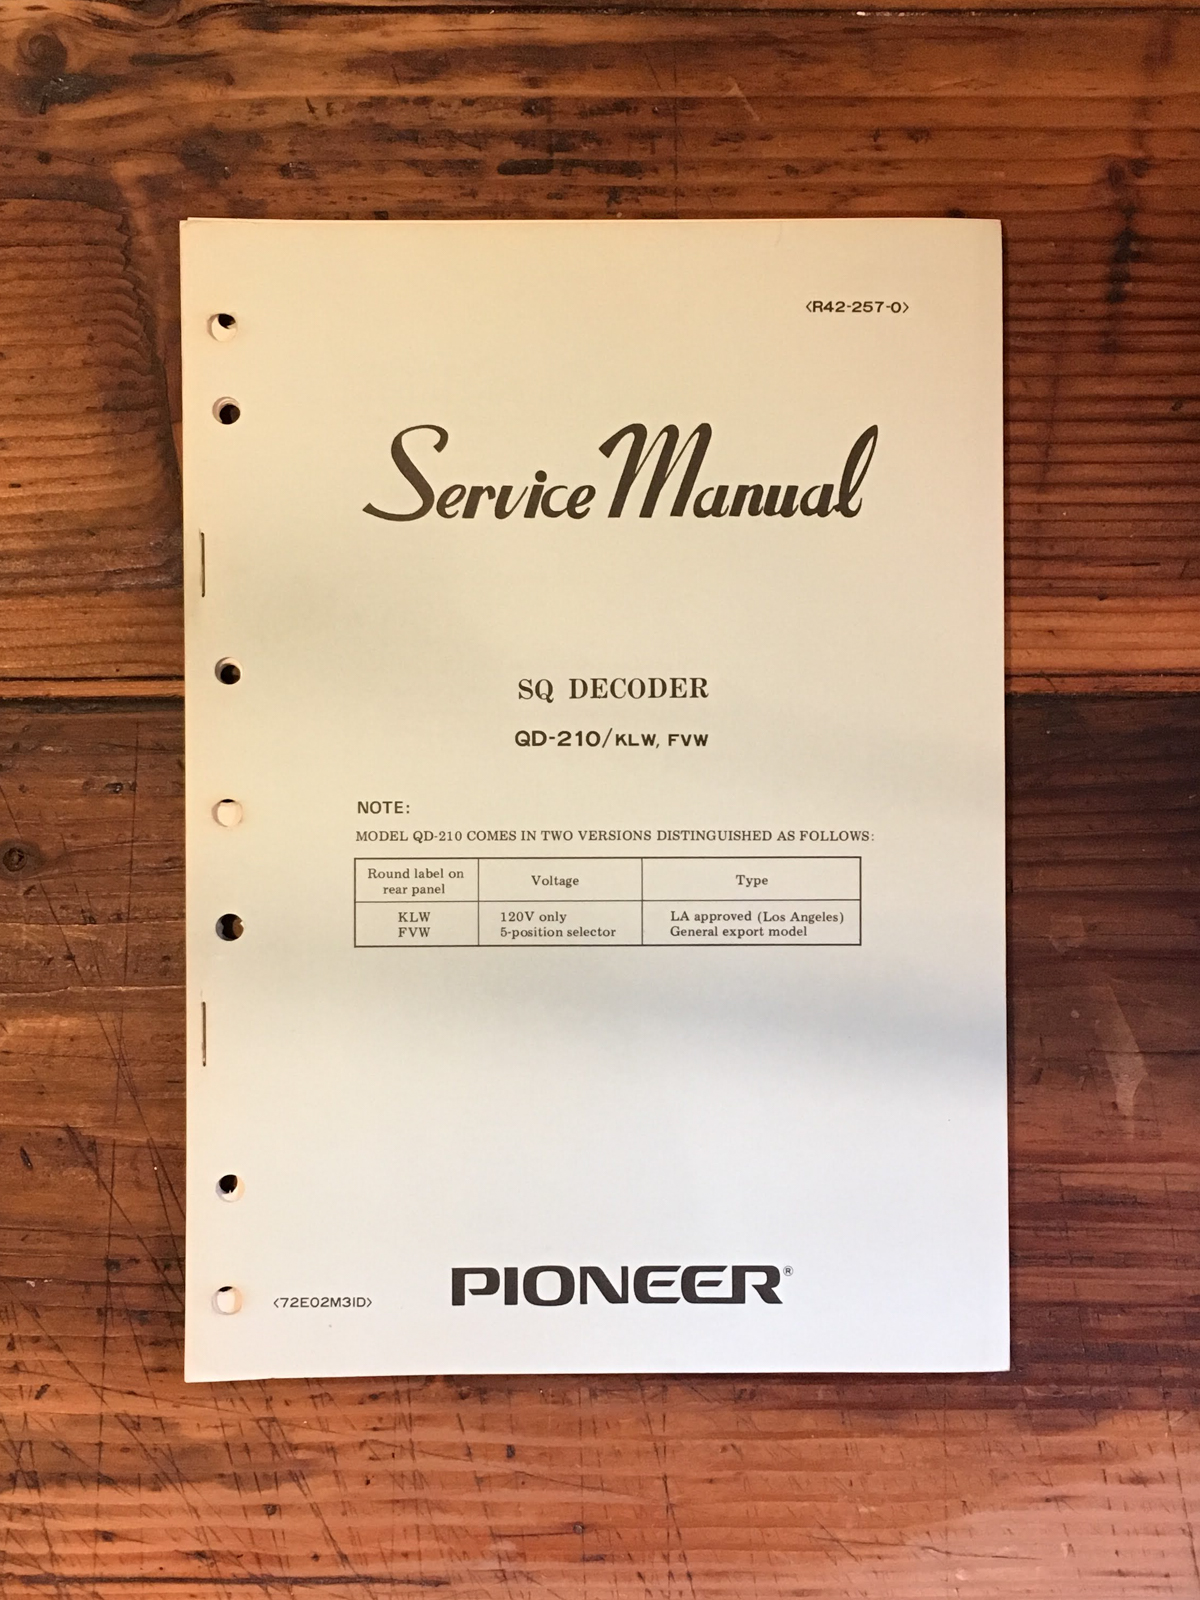 <R42-257-0>
Service Manual
SQ DECODER
QD-210/KLW, FVW
NOTE:
MODEL QD-210 COMES IN TWO VERSIONS DISTINGUISHED AS FOLLOWS:
Round label on rear panel Voltage Type
KLW 120V only LA approved (Los Angeles)
FVW 5-position selector General export model
PIONEER®
<72E02M31D>